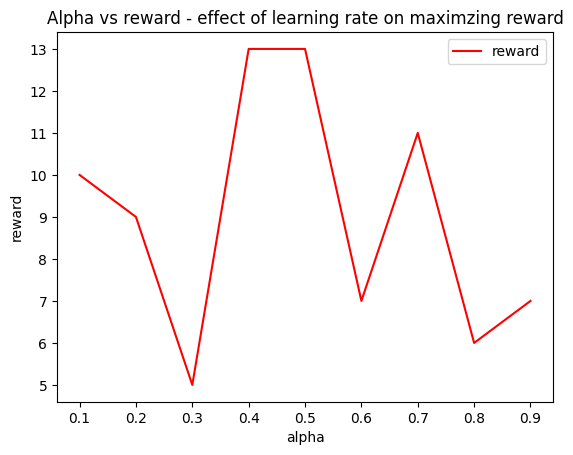 Alpha vs reward - effect of learning rate on maximzing reward
reward
13
12
11
10
9
8
7
6
5
reward
0.1 0.2 0.3 0.4 0.5 0.6 0.7 0.8 0.9
alpha